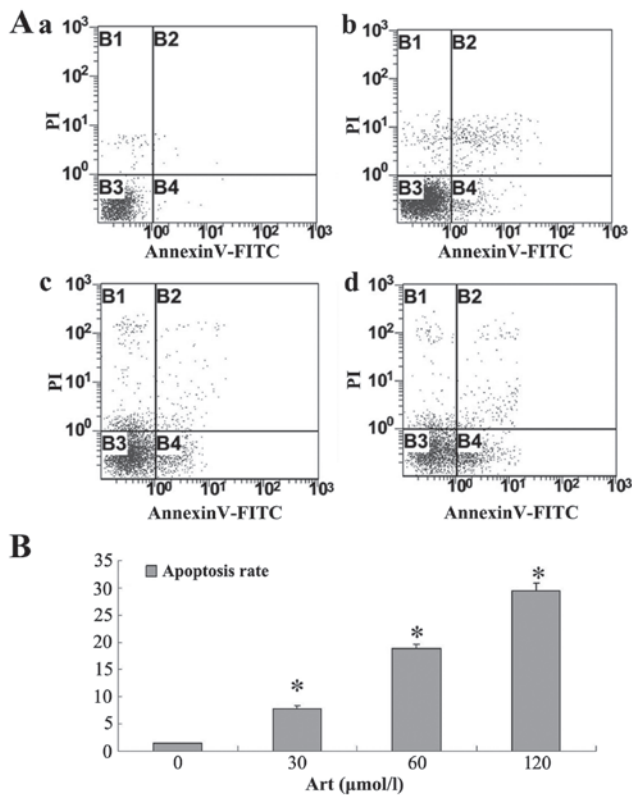 A a
10³
10²
10¹
10⁰
PI
B1 B2
B3 B4
10⁰ 10¹ 10² 10³
AnnexinV-FITC
b
10³
10²
10¹
10⁰
PI
B1 B2
B3 B4
10⁰ 10¹ 10² 10³
AnnexinV-FITC
c
10³
10²
10¹
10⁰
PI
B1 B2
B3 B4
10⁰ 10¹ 10² 10³
AnnexinV-FITC
d
10³
10²
10¹
10⁰
PI
B1 B2
B3 B4
10⁰ 10¹ 10² 10³
AnnexinV-FITC
B
35
30
25
20
15
10
5
0
Apoptosis rate
*
*
*
0 30 60 120
Art (µmol/l)